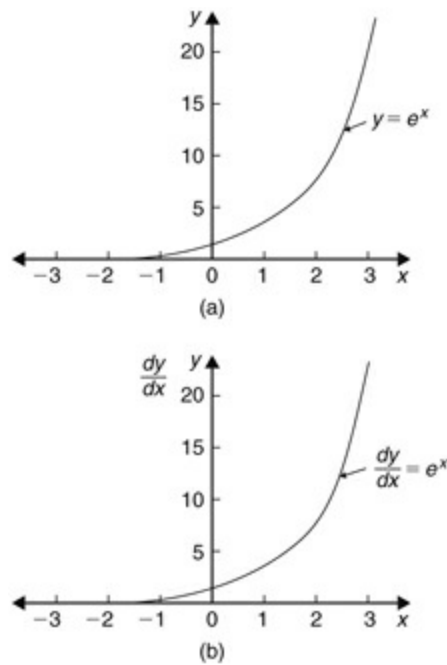 y
20
15
y = e^x
10
5
−3 −2 −1 0 1 2 3 x
(a)
dy/dx y
20
15
dy/dx = e^x
10
5
−3 −2 −1 0 1 2 3 x
(b)